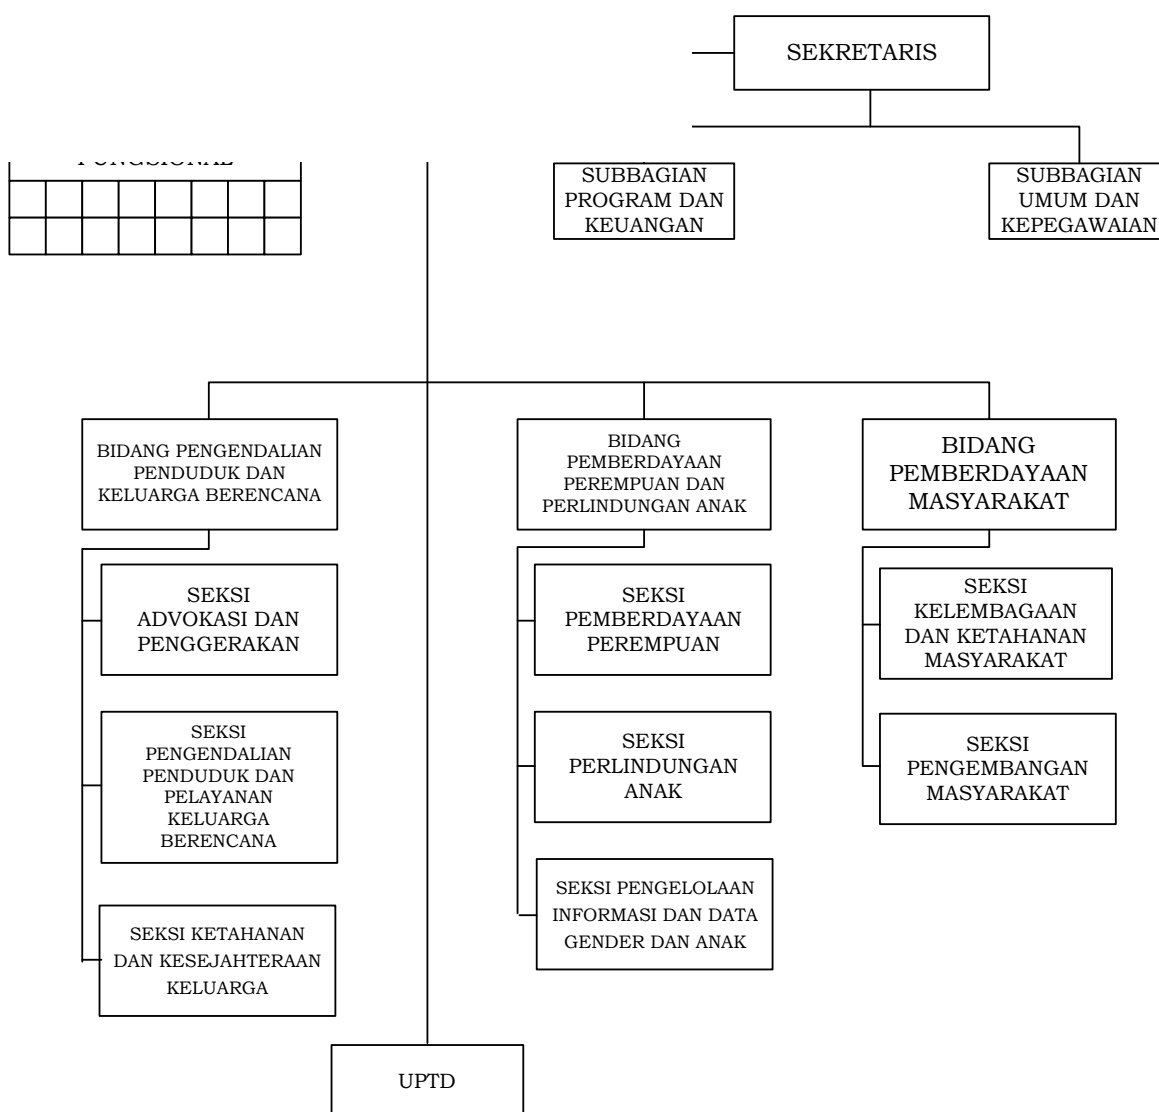 SEKRETARIS
FUNGSIONAL
SUBBAGIAN
PROGRAM DAN
KEUANGAN
SUBBAGIAN
UMUM DAN
KEPEGAWAIAN
BIDANG PENGENDALIAN
PENDUDUK DAN
KELUARGA BERENCANA
BIDANG
PEMBERDAYAAN
PEREMPUAN DAN
PERLINDUNGAN ANAK
BIDANG
PEMBERDAYAAN
MASYARAKAT
SEKSI
ADVOKASI DAN
PENGGERAKAN
SEKSI
PEMBERDAYAAN
PEREMPUAN
SEKSI
KELEMBAGAAN
DAN KETAHANAN
MASYARAKAT
SEKSI
PENGENDALIAN
PENDUDUK DAN
PELAYANAN
KELUARGA
BERENCANA
SEKSI
PERLINDUNGAN
ANAK
SEKSI
PENGEMBANGAN
MASYARAKAT
SEKSI KETAHANAN
DAN KESEJAHTERAAN
KELUARGA
SEKSI PENGELOLAAN
INFORMASI DAN DATA
GENDER DAN ANAK
UPTD